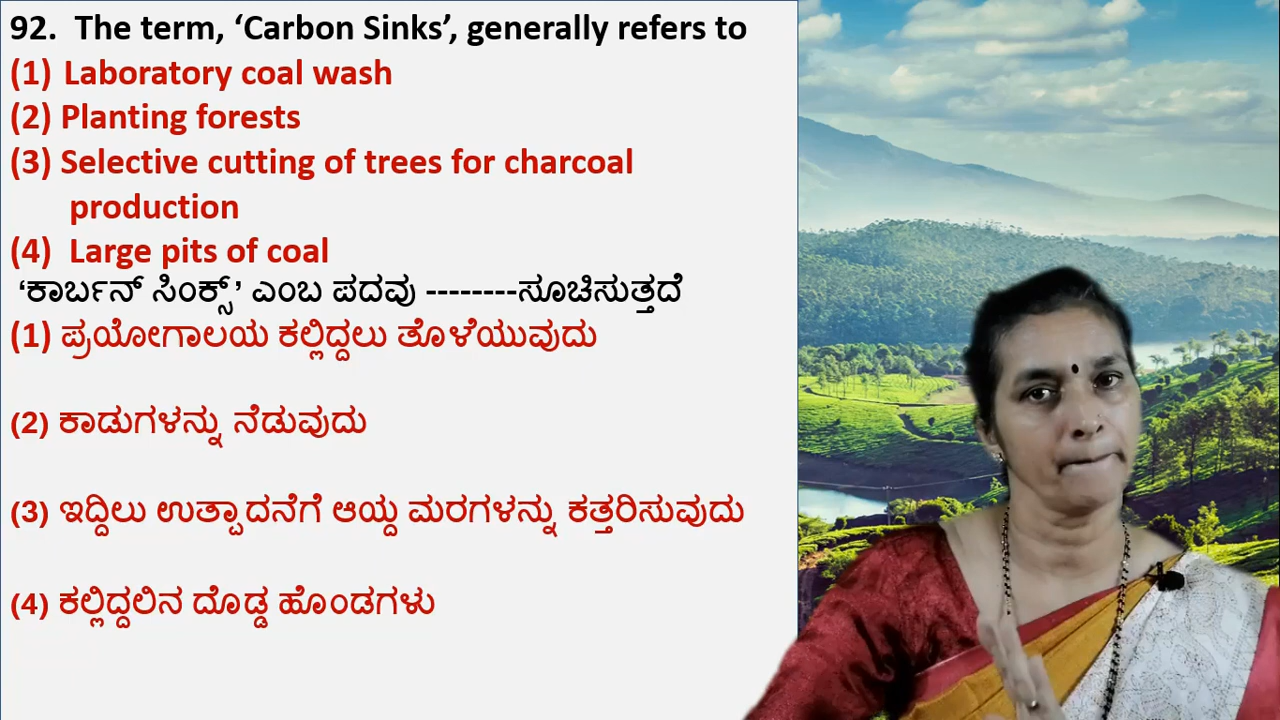 92. The term, ‘Carbon Sinks’, generally refers to
(1) Laboratory coal wash
(2) Planting forests
(3) Selective cutting of trees for charcoal
production
(4) Large pits of coal
‘ಕಾರ್ಬನ್ ಸಿಂಕ್ಸ್’ ಎಂಬ ಪದವು --------ಸೂಚಿಸುತ್ತದೆ
(1) ಪ್ರಯೋಗಾಲಯ ಕಲ್ಲಿದ್ದಲು ತೊಳೆಯುವುದು
(2) ಕಾಡುಗಳನ್ನು ನೆಡುವುದು
(3) ಇದ್ದಿಲು ಉತ್ಪಾದನೆಗೆ ಆಯ್ದ ಮರಗಳನ್ನು ಕತ್ತರಿಸುವುದು
(4) ಕಲ್ಲಿದ್ದಲಿನ ದೊಡ್ಡ ಹೊಂಡಗಳು